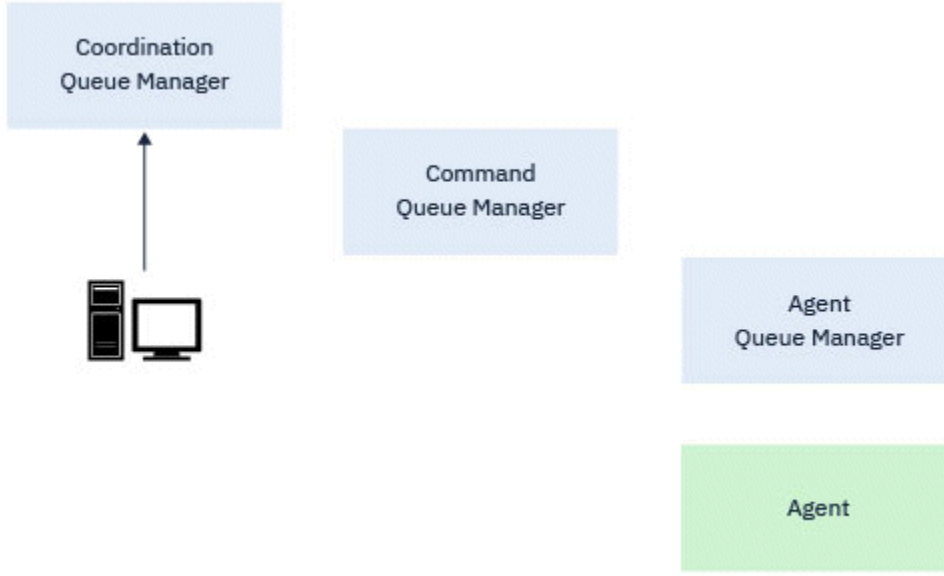 Coordination
Queue Manager
Command
Queue Manager
Agent
Queue Manager
Agent